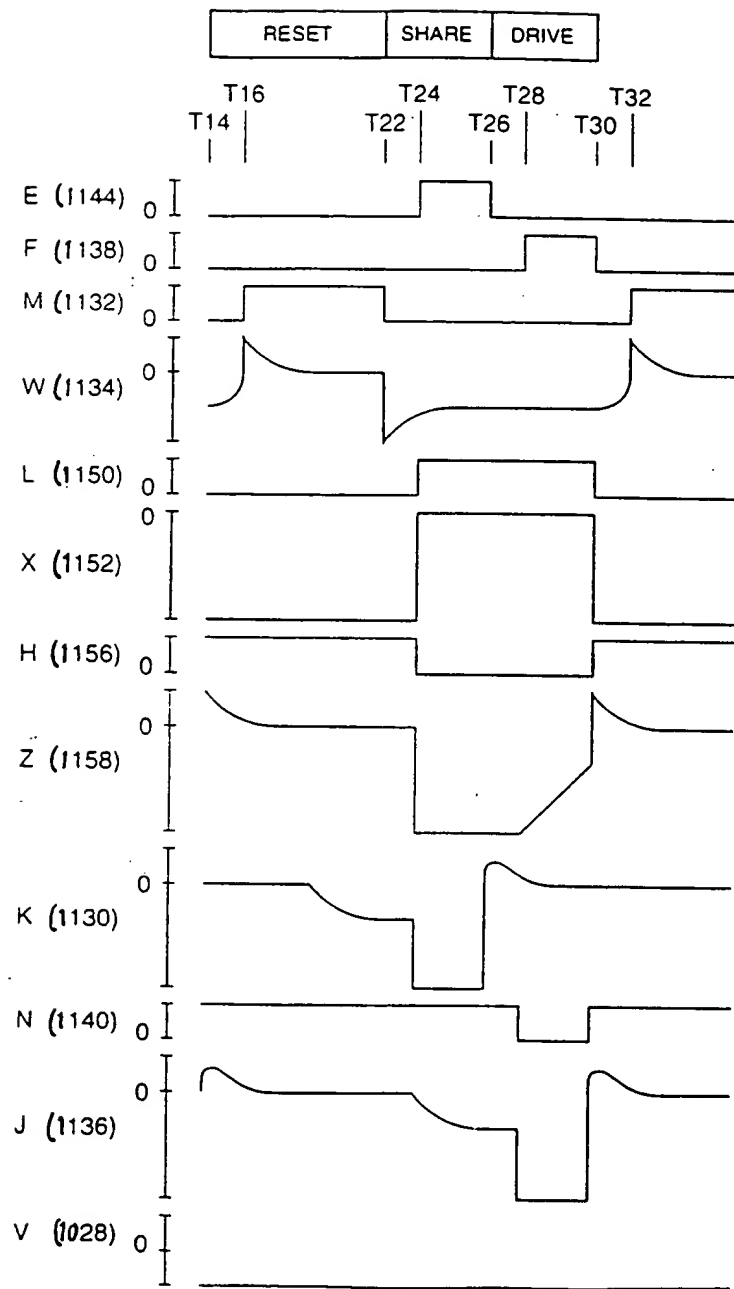 RESET SHARE DRIVE
T16 T24 T28 T32
T14 T22 T26 T30
E (1144) 0
F (1138) 0
M (1132) 0
W (1134) 0
L (1150) 0
X (1152) 0
H (1156) 0
Z (1158) 0
K (1130) 0
N (1140) 0
J (1136) 0
V (1028) 0